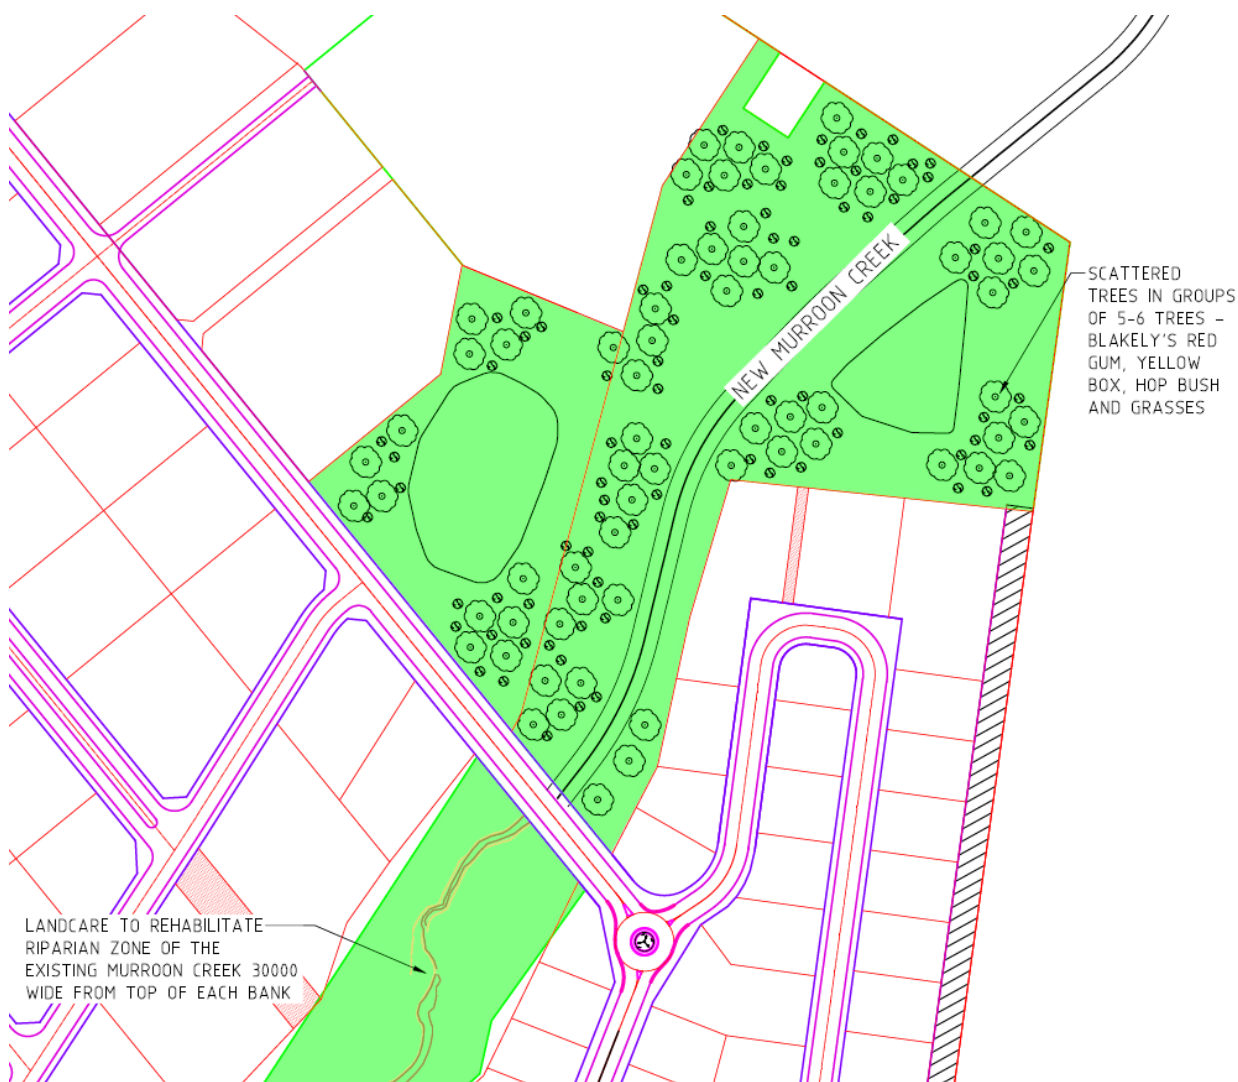 NEW MURROON CREEK
SCATTERED
TREES IN GROUPS
OF 5-6 TREES -
BLAKELY'S RED
GUM, YELLOW
BOX, HOP BUSH
AND GRASSES
LANDCARE TO REHABILITATE
RIPARIAN ZONE OF THE
EXISTING MURROON CREEK 30000
WIDE FROM TOP OF EACH BANK